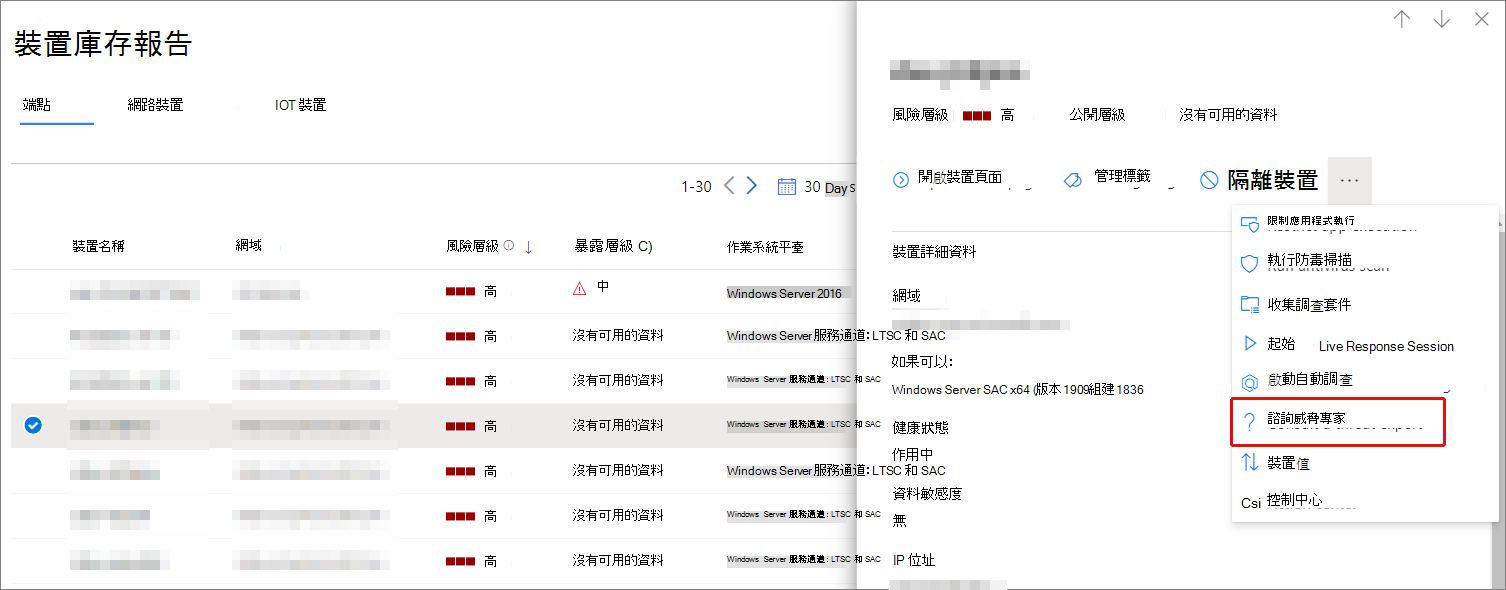 裝置庫存報告
端點
網路裝置
IOT 裝置
1-30
30 Days
裝置名稱
網域
風險層級
暴露層級 C)
作業系統平臺
高
中
Windows Server 2016
高
沒有可用的資料
Windows Server 服務通道: LTSC 和 SAC
高
沒有可用的資料
Windows Server 服務通道: LTSC 和 SAC
高
沒有可用的資料
Windows Server 服務通道: LTSC 和 SAC
高
沒有可用的資料
Windows Server 服務通道: LTSC 和 SAC
高
沒有可用的資料
Windows Server 服務通道: LTSC 和 SAC
高
沒有可用的資料
Windows Server 服務通道: LTSC 和 SAC
風險層級
高
公開層級
沒有可用的資料
開啟裝置頁面
管理標籤
隔離裝置
...
裝置詳細資料
網域
如果可以:
Windows Server SAC x64 (版本 1909組建 1836
健康狀態
作用中
資料敏感度
無
IP 位址
限制應用程式執行
執行防毒掃描
Run antivirus scan
收集調查套件
起始
Live Response Session
啟動自動調查
諮詢威脅專家
裝置值
Csi 控制中心